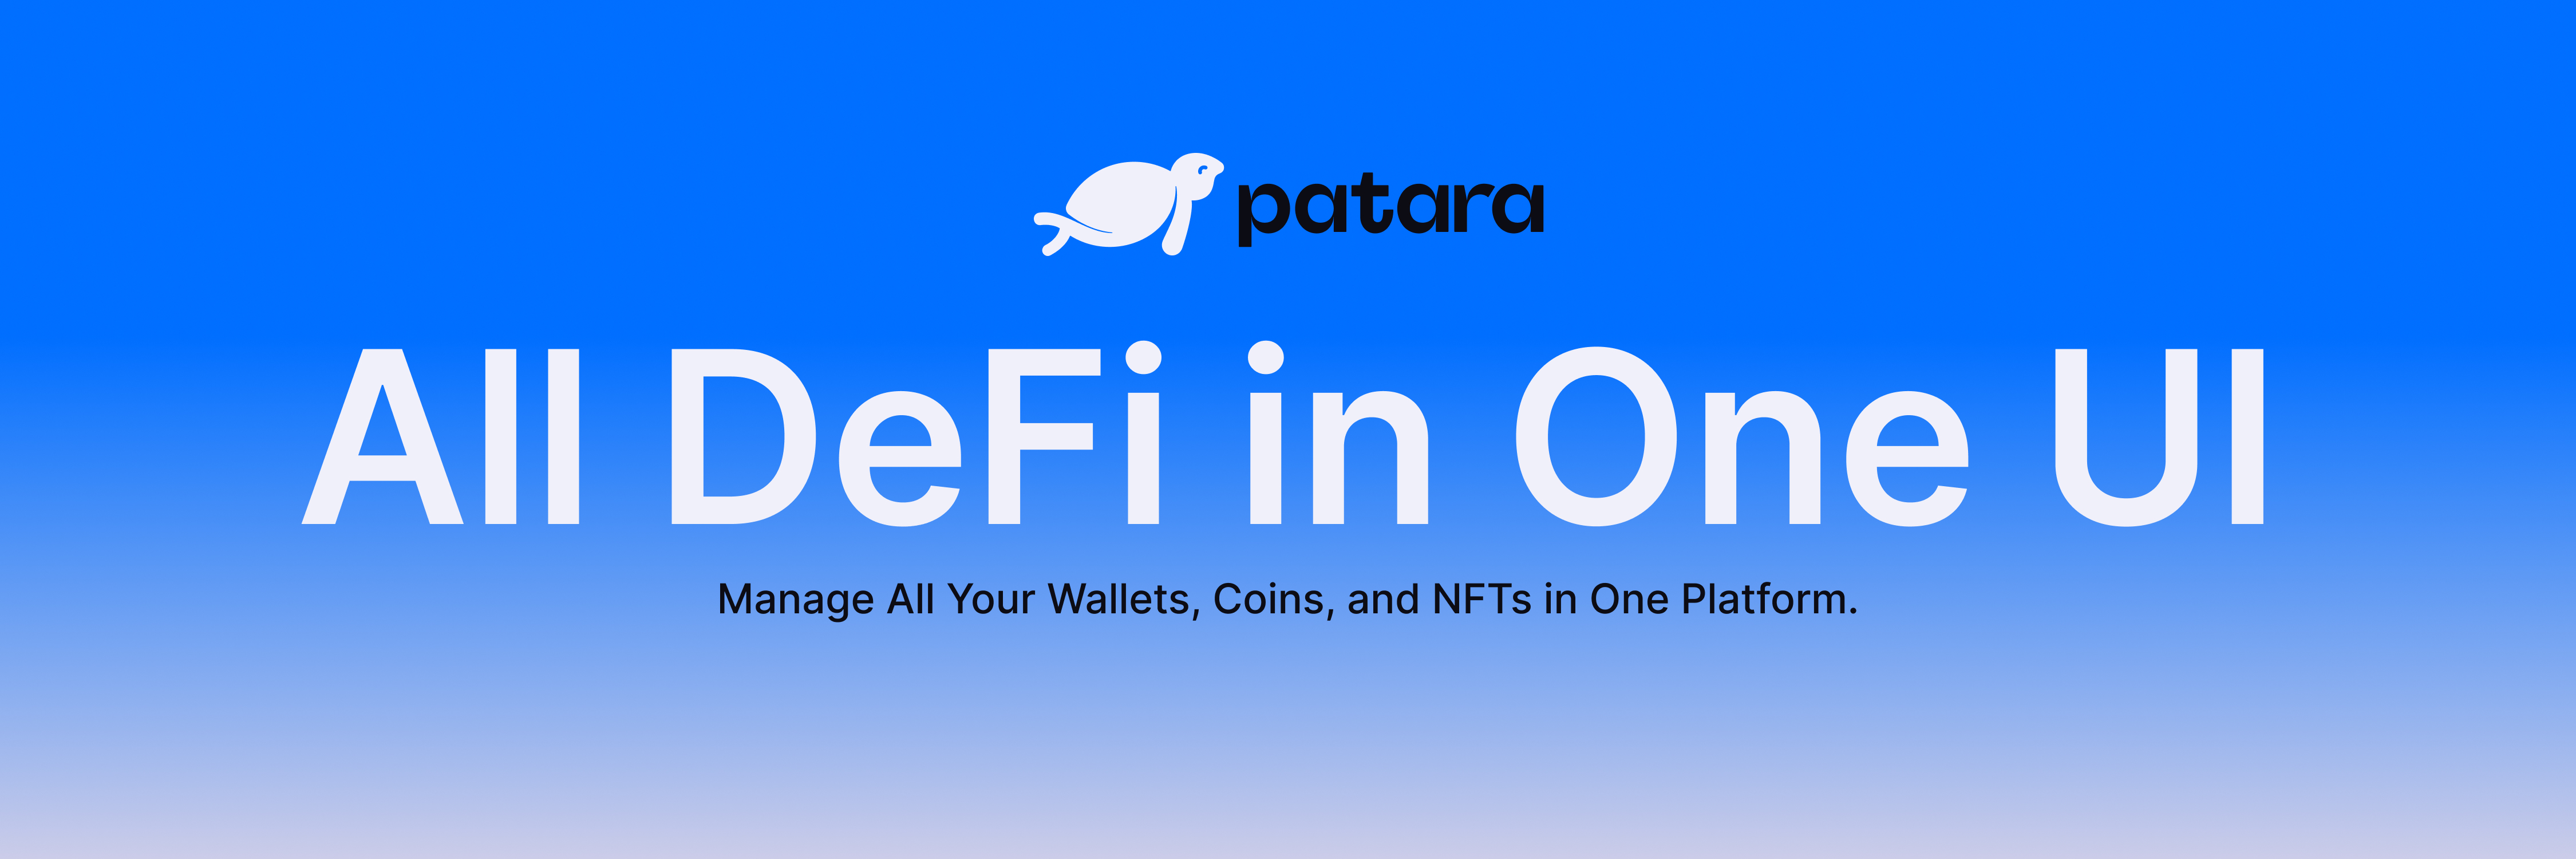 patara
All DeFi in One UI
Manage All Your Wallets, Coins, and NFTs in One Platform.